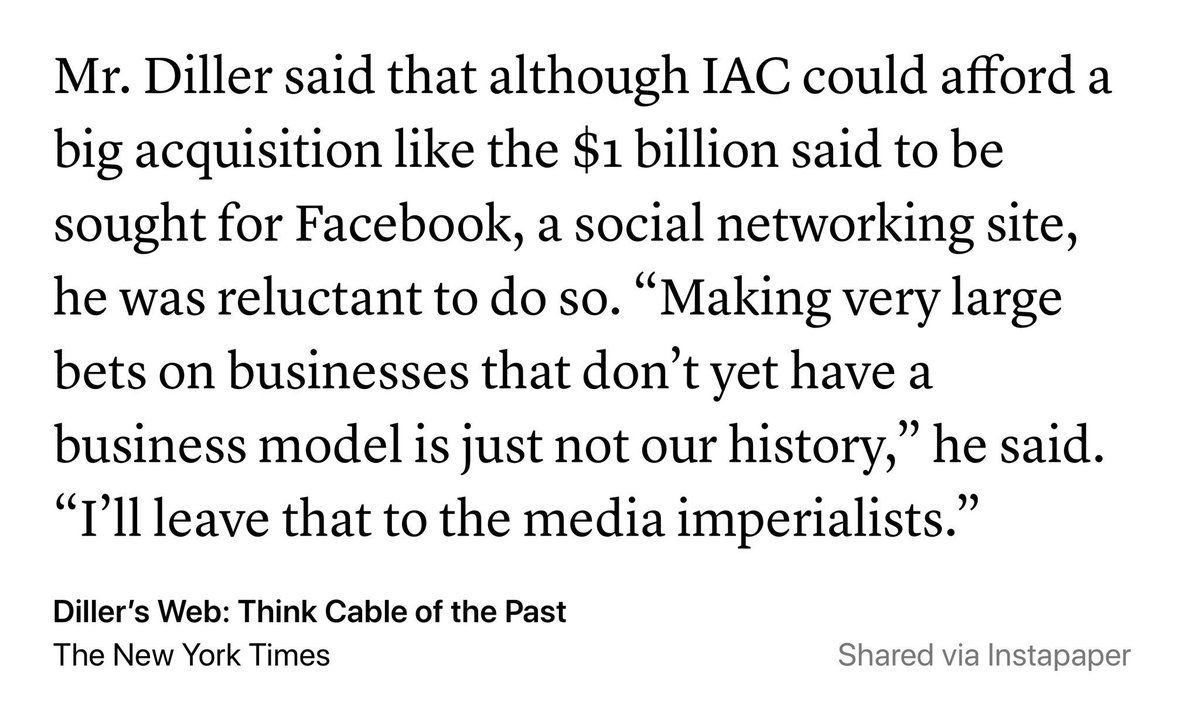 Mr. Diller said that although IAC could afford a
big acquisition like the $1 billion said to be
sought for Facebook, a social networking site,
he was reluctant to do so. “Making very large
bets on businesses that don’t yet have a
business model is just not our history,” he said.
“I’ll leave that to the media imperialists.”
Diller’s Web: Think Cable of the Past
The New York Times
Shared via Instapaper